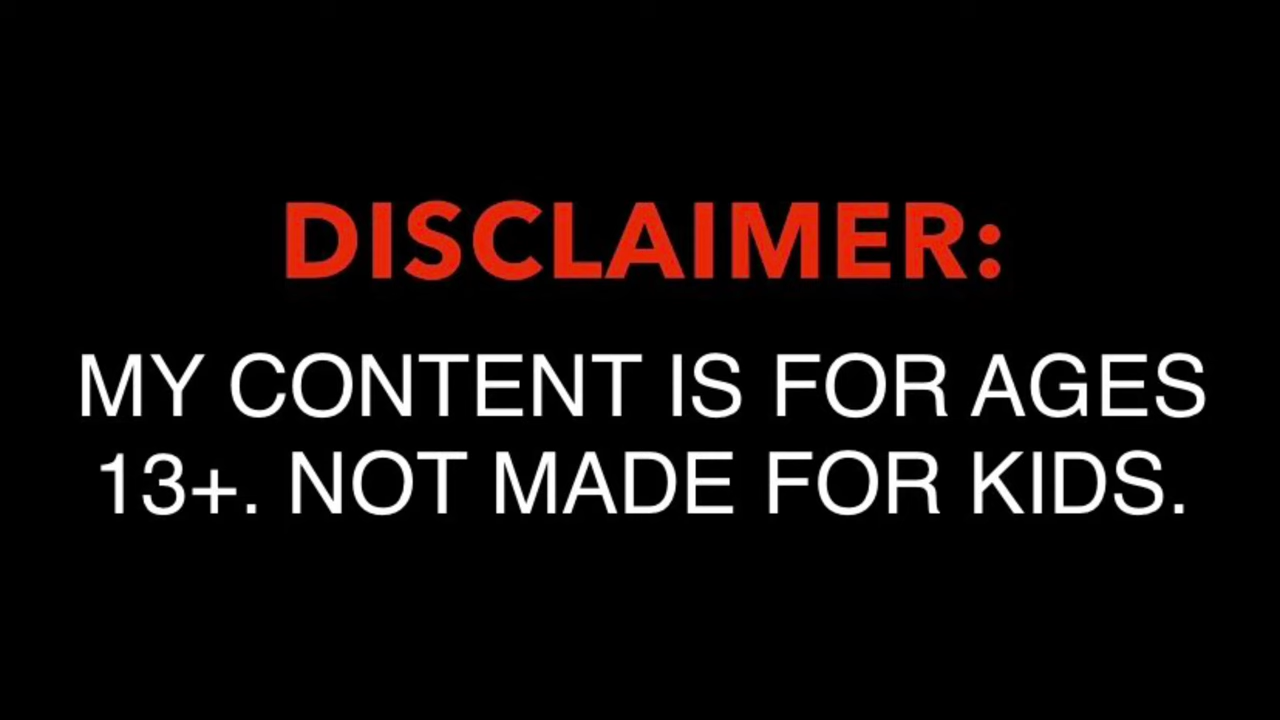 DISCLAIMER:
MY CONTENT IS FOR AGES
13+. NOT MADE FOR KIDS.